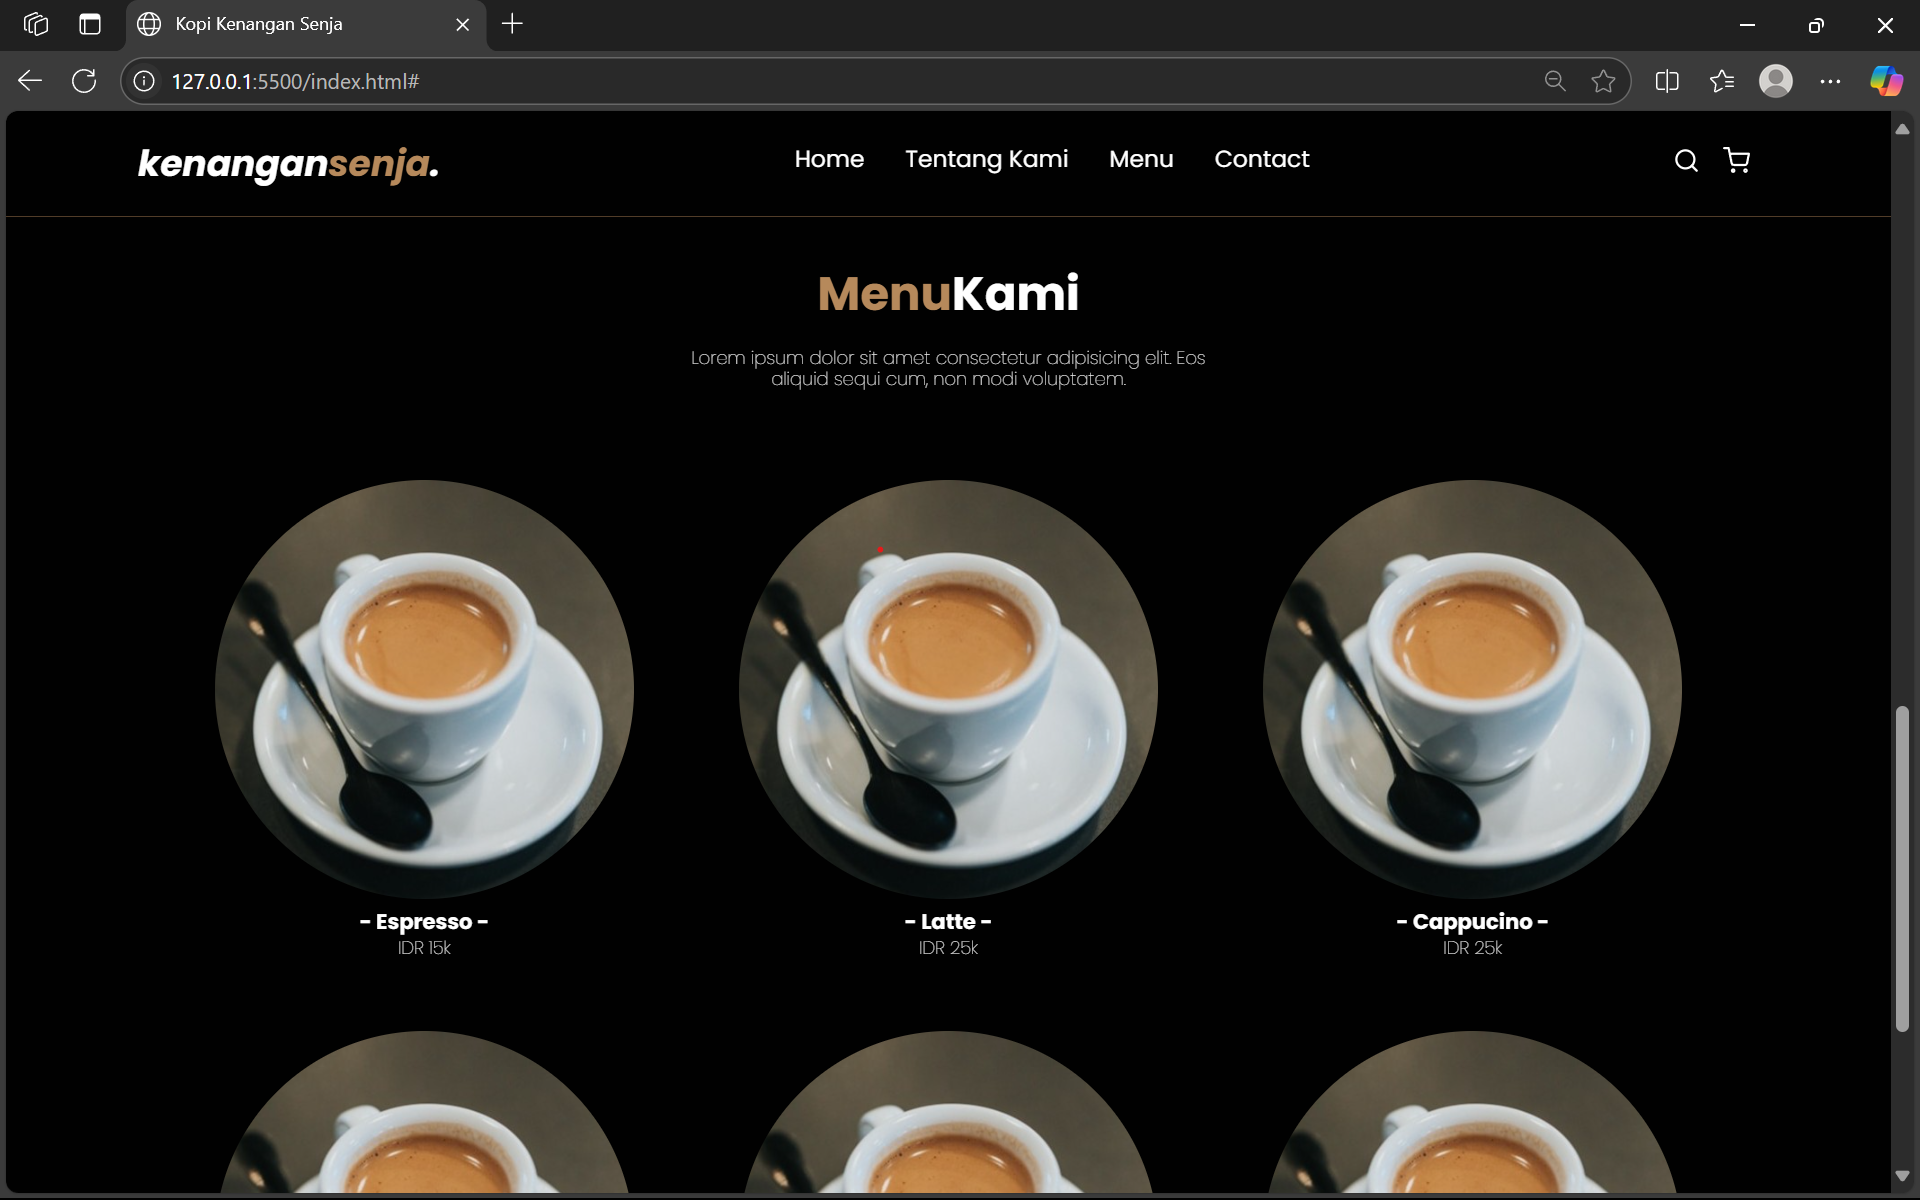 Kopi Kenangan Senja
127.0.0.1:5500/index.html#
kenangansenja.
Home Tentang Kami Menu Contact
MenuKami
Lorem ipsum dolor sit amet consectetur adipisicing elit. Eos
aliquid sequi cum, non modi voluptatem.
- Espresso -
IDR 15k
- Latte -
IDR 25k
- Cappucino -
IDR 25k